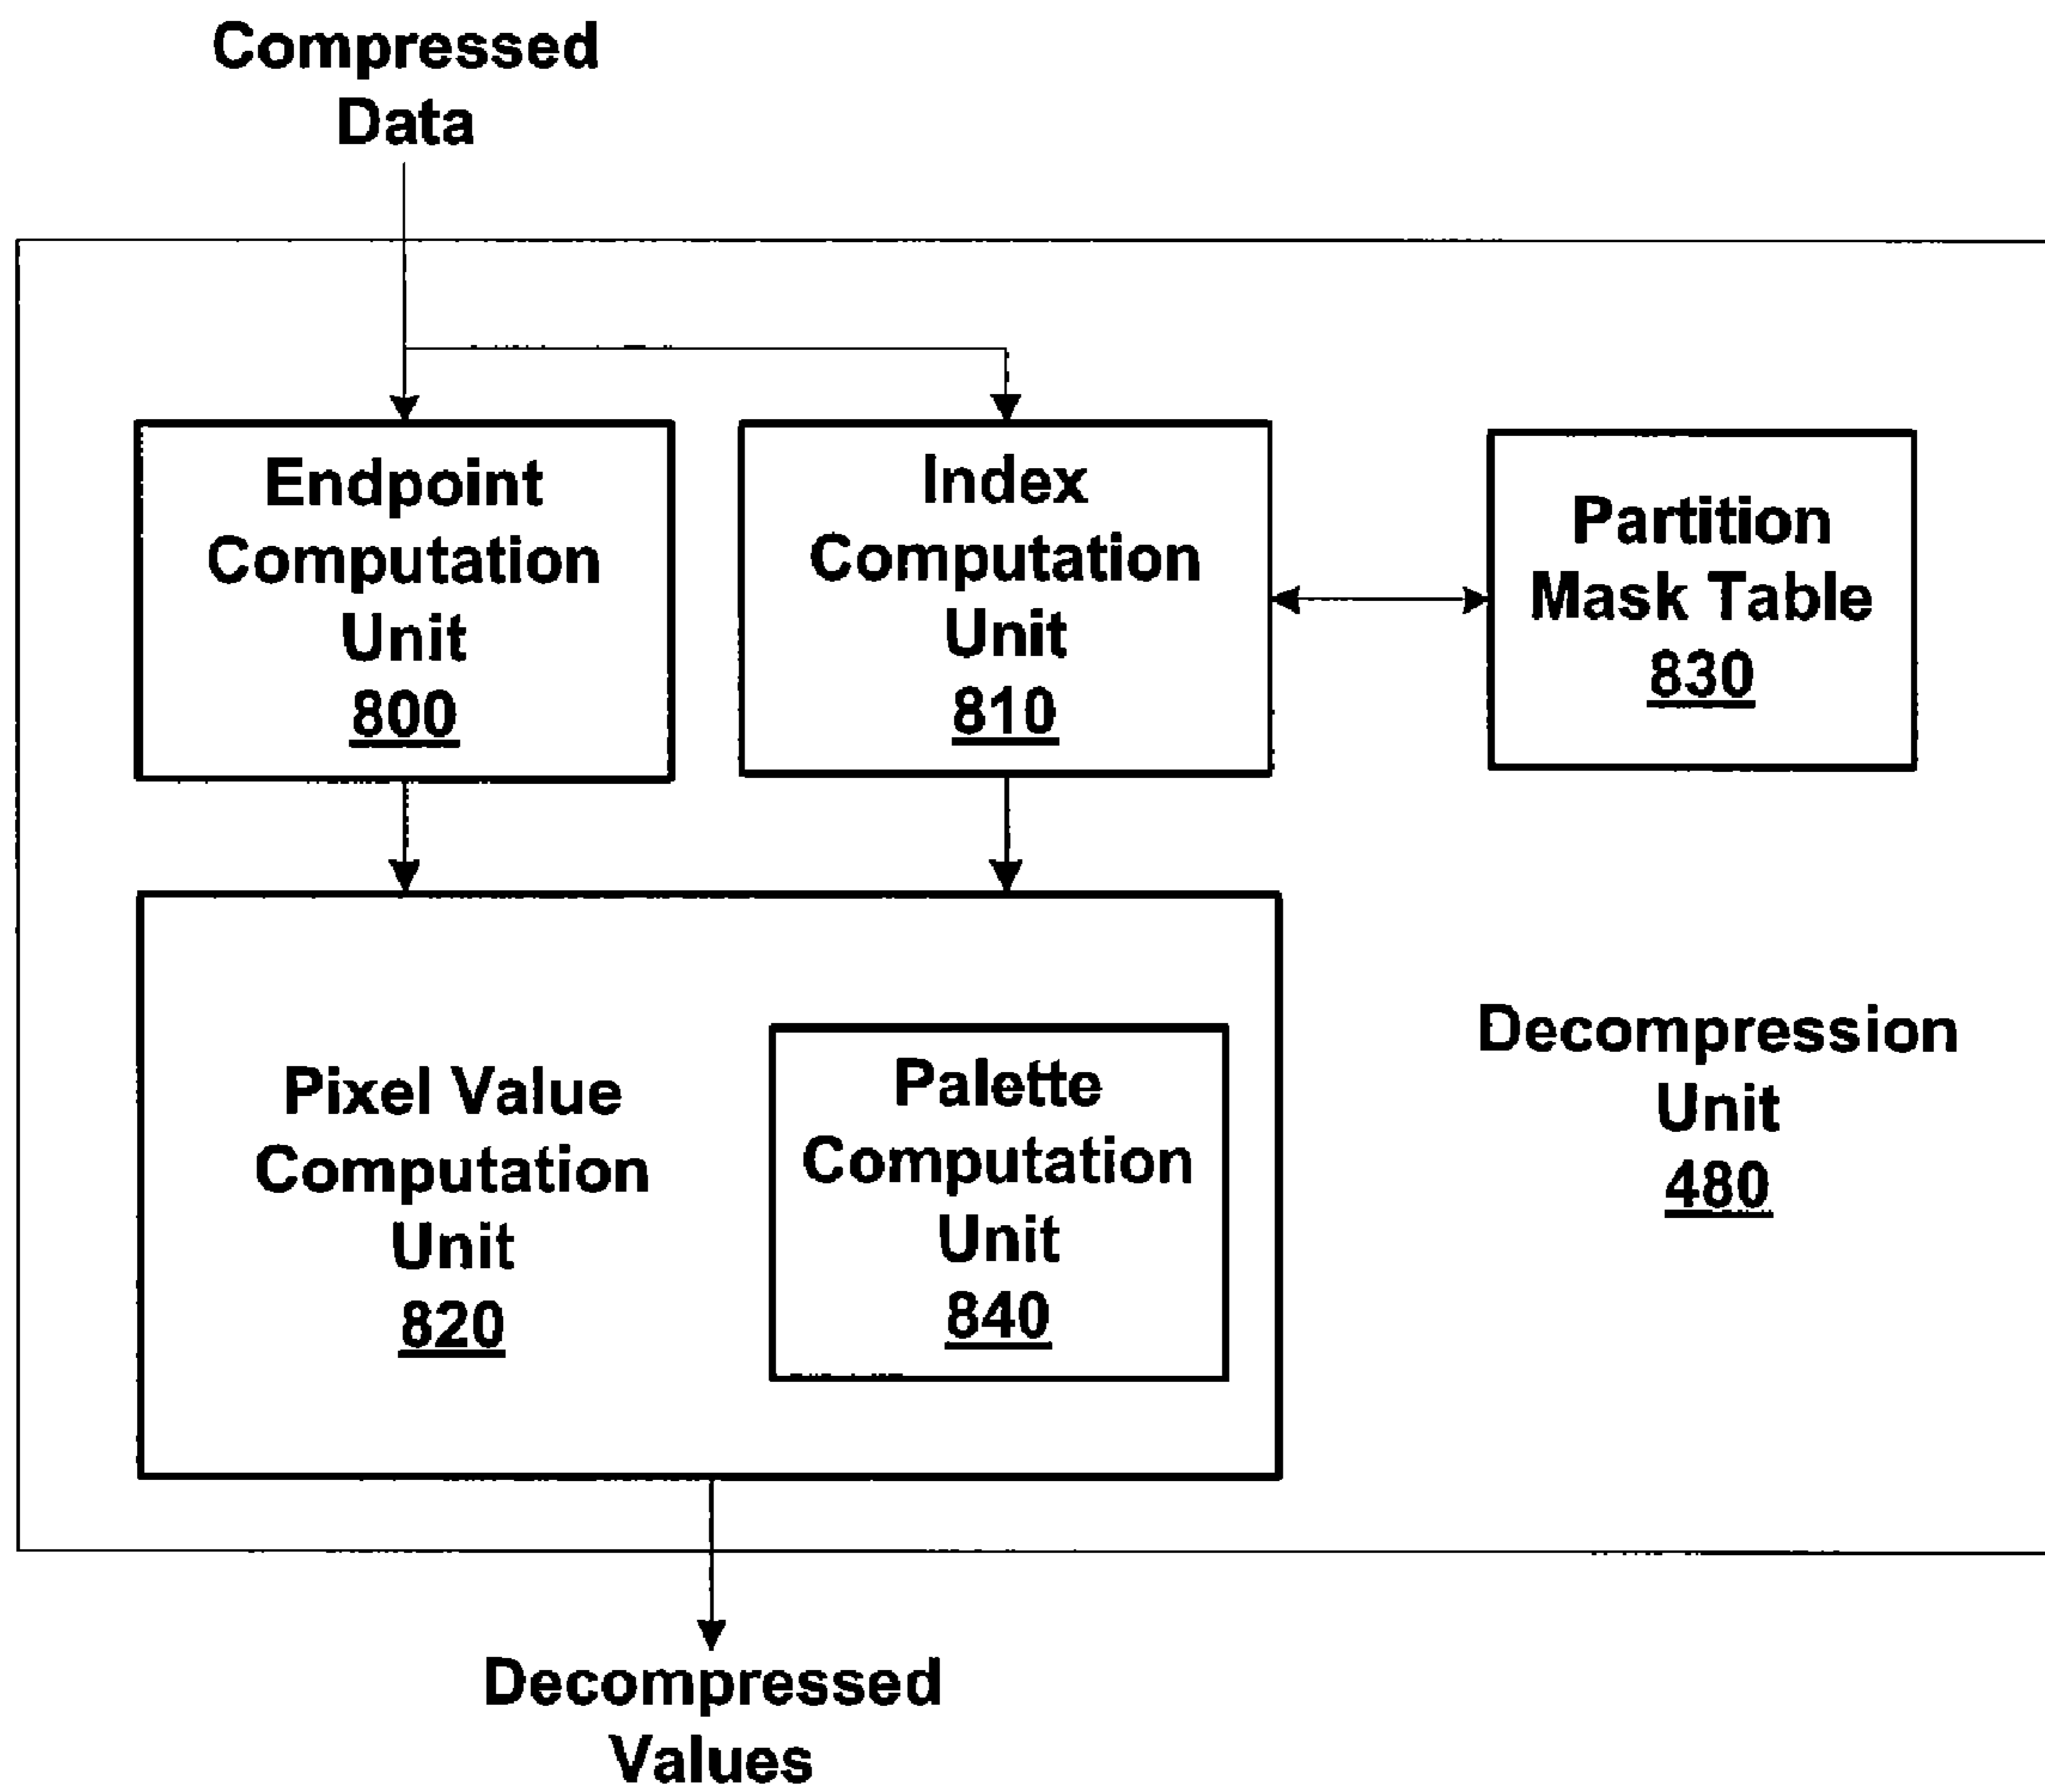 Compressed
Data
Endpoint
Computation
Unit
800
Index
Computation
Unit
810
Partition
Mask Table
830
Pixel Value
Computation
Unit
820
Palette
Computation
Unit
840
Decompression
Unit
480
Decompressed
Values